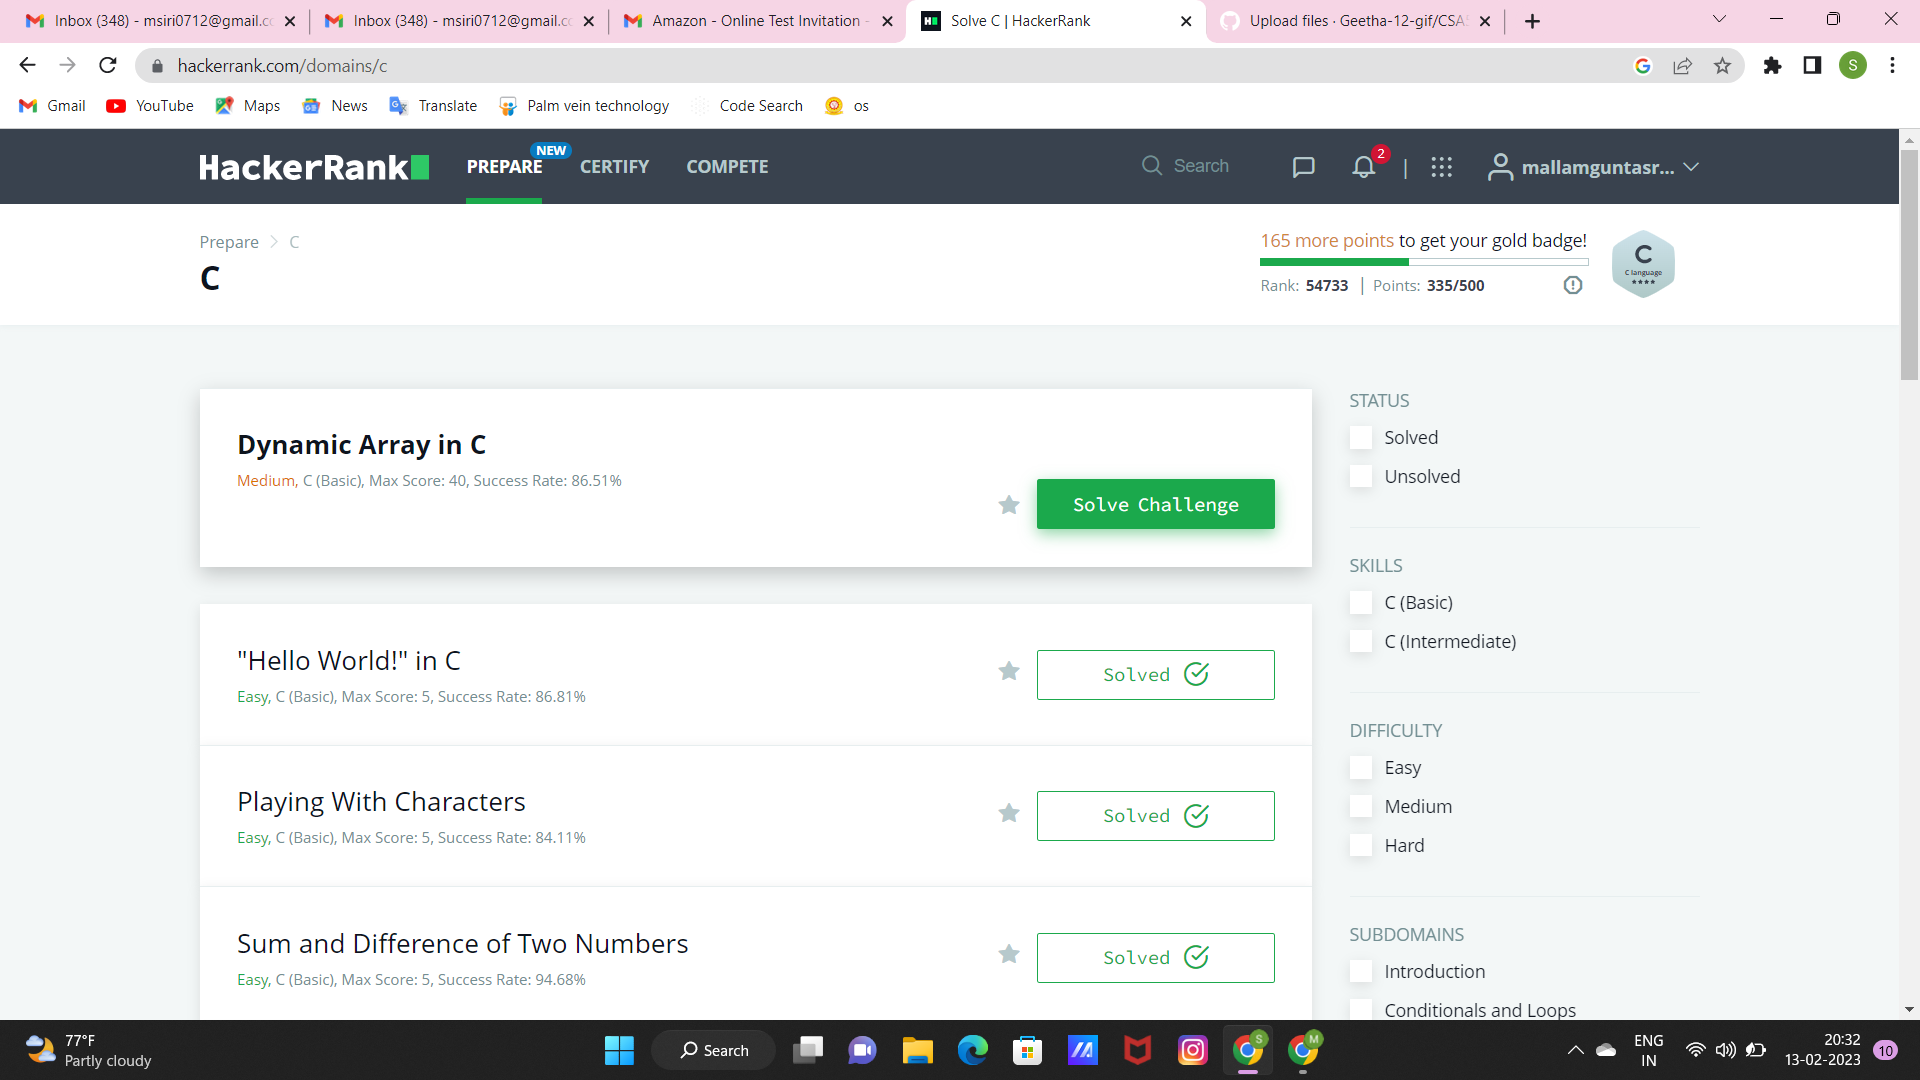 Inbox (348) - msiri0712@gmail.cc
Inbox (348) - msiri0712@gmail.cc
Amazon - Online Test Invitation -
Solve C | HackerRank
Upload files · Geetha-12-gif/CSA
hackerrank.com/domains/c
Gmail
YouTube
Maps
News
Translate
Palm vein technology
Code Search
os
HackerRank
PREPARE
NEW
CERTIFY
COMPETE
Search
2
mallamguntasr...
Prepare
C
C
165 more points to get your gold badge!
Rank: 54733 | Points: 335/500
C
C language
Dynamic Array in C
Medium, C (Basic), Max Score: 40, Success Rate: 86.51%
Solve Challenge
"Hello World!" in C
Easy, C (Basic), Max Score: 5, Success Rate: 86.81%
Solved
Playing With Characters
Easy, C (Basic), Max Score: 5, Success Rate: 84.11%
Solved
Sum and Difference of Two Numbers
Easy, C (Basic), Max Score: 5, Success Rate: 94.68%
Solved
STATUS
Solved
Unsolved
SKILLS
C (Basic)
C (Intermediate)
DIFFICULTY
Easy
Medium
Hard
SUBDOMAINS
Introduction
Conditionals and Loops
77°F
Partly cloudy
Search
S
M
ENG
IN
20:32
13-02-2023
10